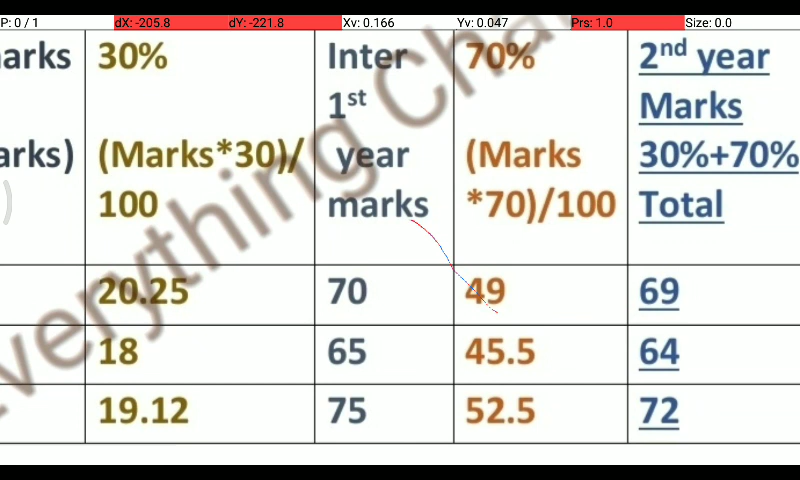 P: 0 / 1 dX: -205.8 dY: -221.8 Xv: 0.166 Yv: 0.047 Prs: 1.0 Size: 0.0
arks 30% Inter 70% 2nd year
1st Marks
arks) (Marks*30)/ year (Marks 30%+70%
100 marks *70)/100 Total
20.25 70 49 69
18 65 45.5 64
19.12 75 52.5 72
Everything Cha